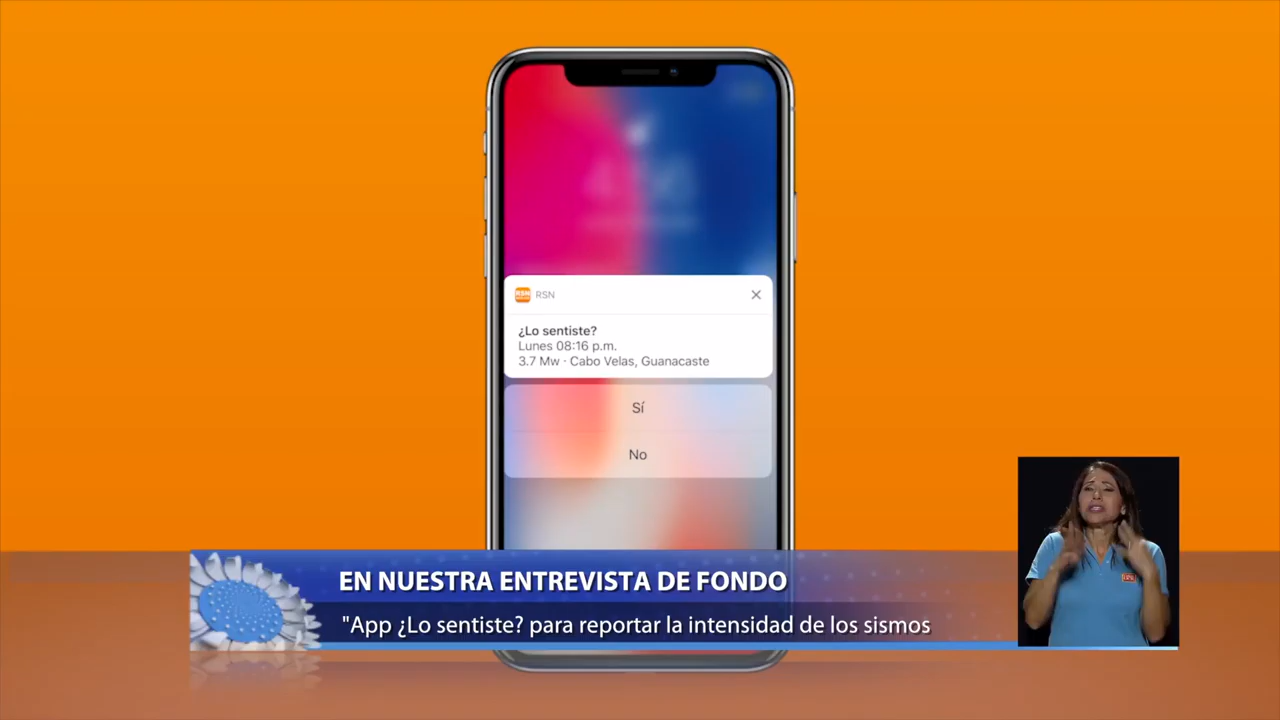 RSN
RSN
¿Lo sentiste?
Lunes 08:16 p.m.
3.7 Mw · Cabo Velas, Guanacaste
Sí
No
EN NUESTRA ENTREVISTA DE FONDO
"App ¿Lo sentiste? para reportar la intensidad de los sismos